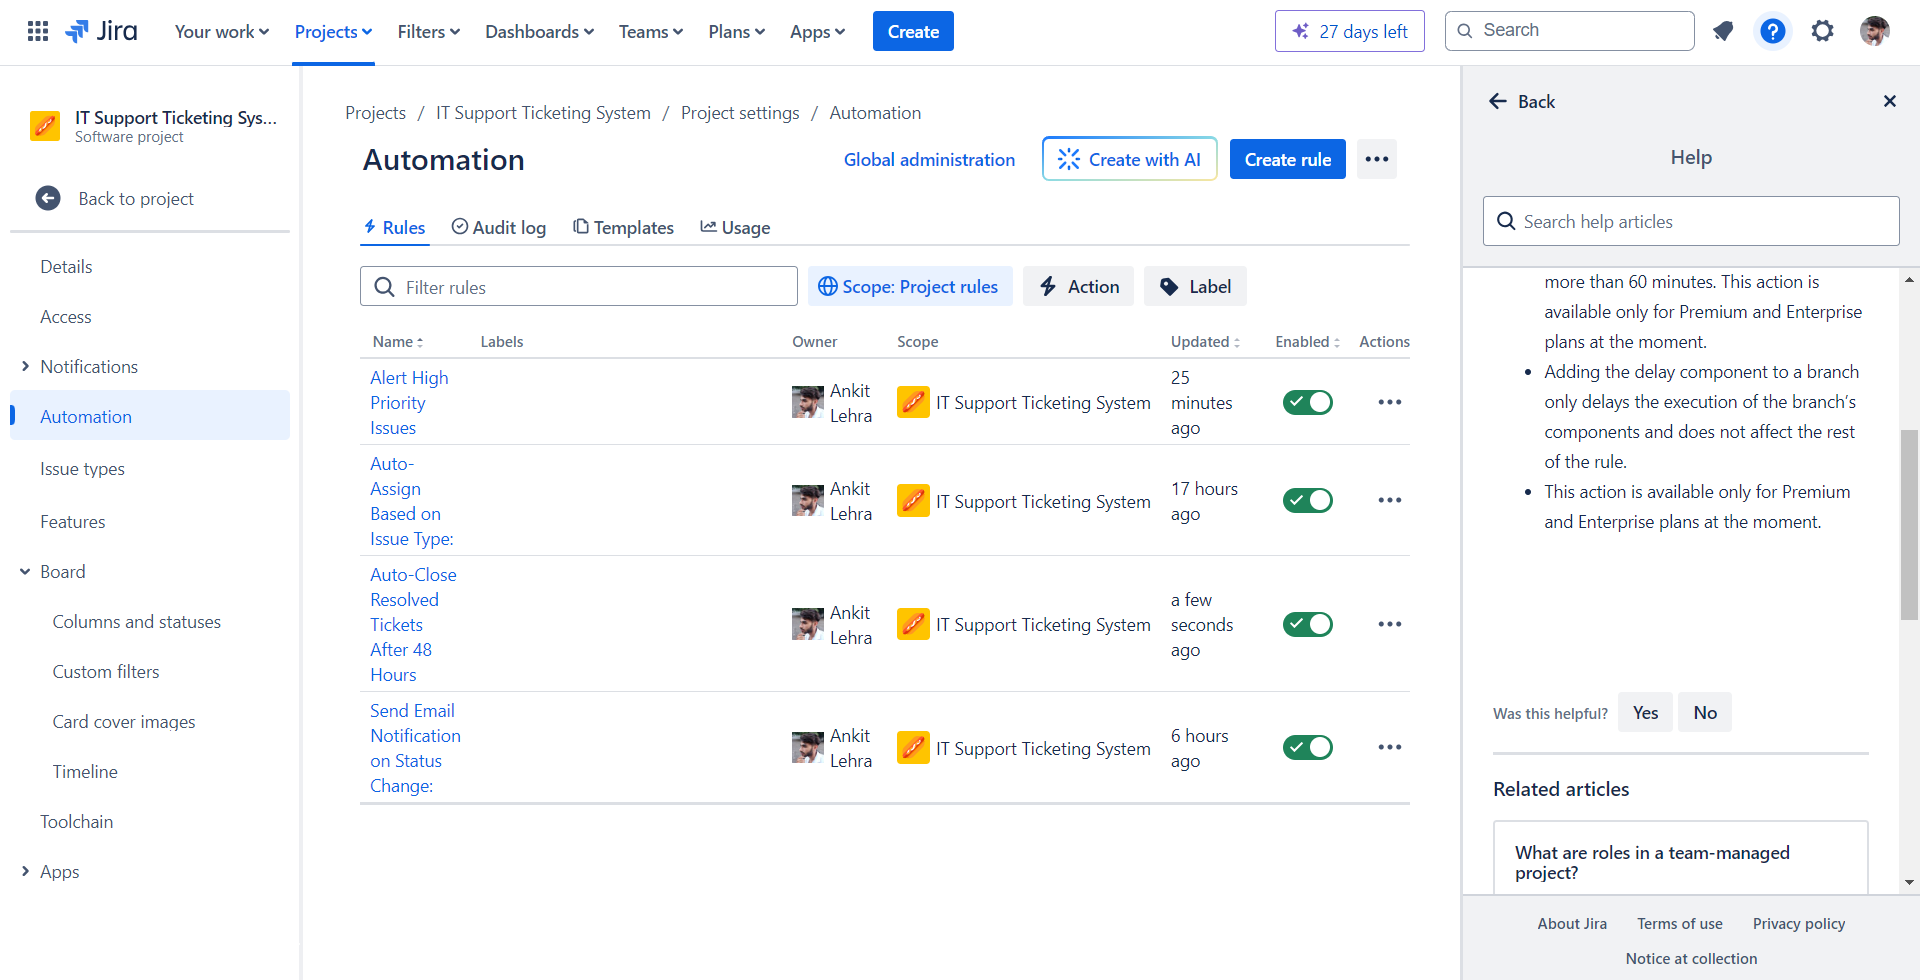 Jira
Your work
Projects
Filters
Dashboards
Teams
Plans
Apps
Create
27 days left
Search
IT Support Ticketing Sys...
Software project
Back to project
Details
Access
Notifications
Automation
Issue types
Features
Board
Columns and statuses
Custom filters
Card cover images
Timeline
Toolchain
Apps
Projects / IT Support Ticketing System / Project settings / Automation
Automation
Global administration
Create with AI
Create rule
Rules
Audit log
Templates
Usage
Filter rules
Scope: Project rules
Action
Label
Name Labels Owner Scope Updated Enabled Actions
Alert High
Priority
Issues
Ankit
Lehra
IT Support Ticketing System
25
minutes
ago
Auto-
Assign
Based on
Issue Type:
Ankit
Lehra
IT Support Ticketing System
17 hours
ago
Auto-Close
Resolved
Tickets
After 48
Hours
Ankit
Lehra
IT Support Ticketing System
a few
seconds
ago
Send Email
Notification
on Status
Change:
Ankit
Lehra
IT Support Ticketing System
6 hours
ago
Back
Help
Search help articles
more than 60 minutes. This action is
available only for Premium and Enterprise
plans at the moment.
• Adding the delay component to a branch
only delays the execution of the branch’s
components and does not affect the rest
of the rule.
• This action is available only for Premium
and Enterprise plans at the moment.
Was this helpful?
Yes
No
Related articles
What are roles in a team-managed
project?
About Jira
Terms of use
Privacy policy
Notice at collection